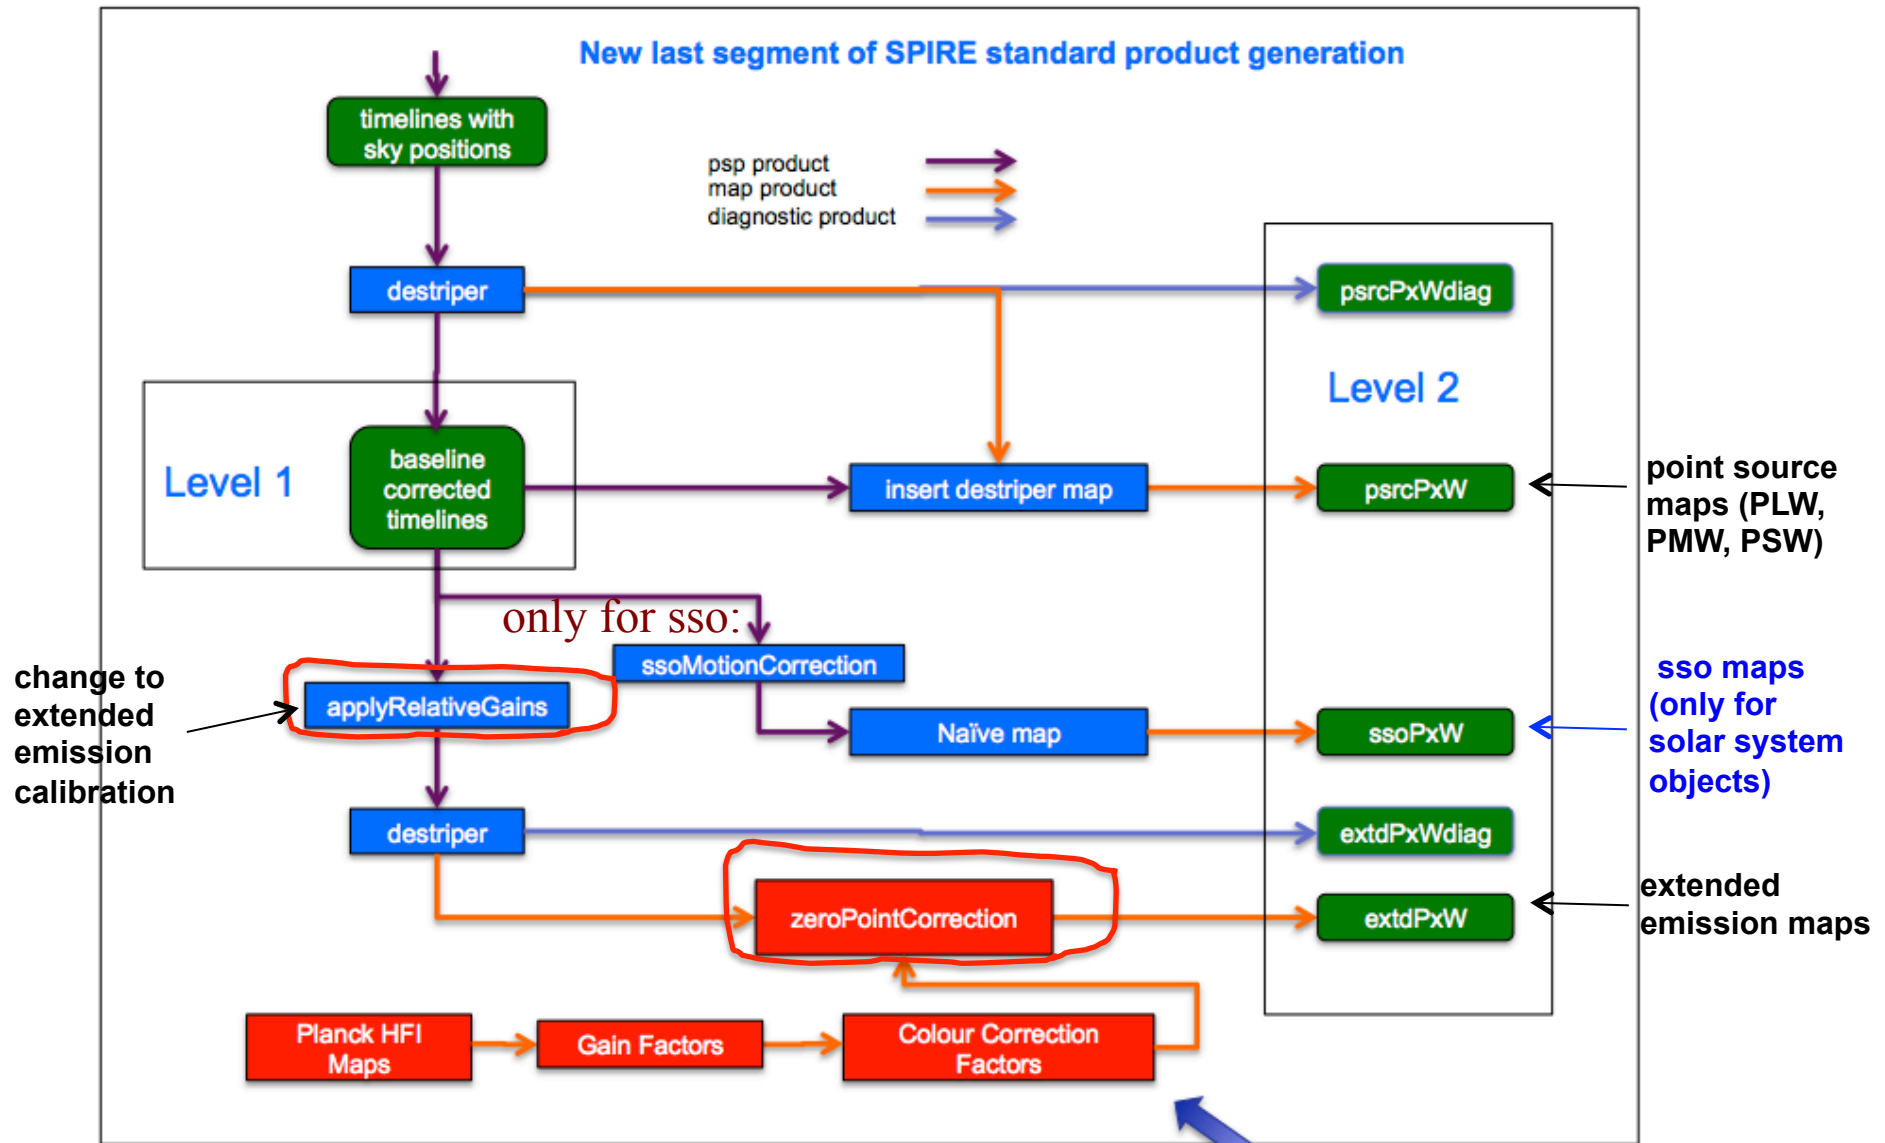 New last segment of SPIRE standard product generation
timelines with
sky positions
psp product
map product
diagnostic product
destriper
psrcPxWdiag
Level 2
Level 1
baseline
corrected
timelines
insert destriper map
psrcPxW
point source
maps (PLW,
PMW, PSW)
only for sso:
ssoMotionCorrection
change to
extended
emission
calibration
applyRelativeGains
Naïve map
ssoPxW
sso maps
(only for
solar system
objects)
destriper
extdPxWdiag
zeroPointCorrection
extdPxW
extended
emission maps
Planck HFI
Maps
Gain Factors
Colour Correction
Factors